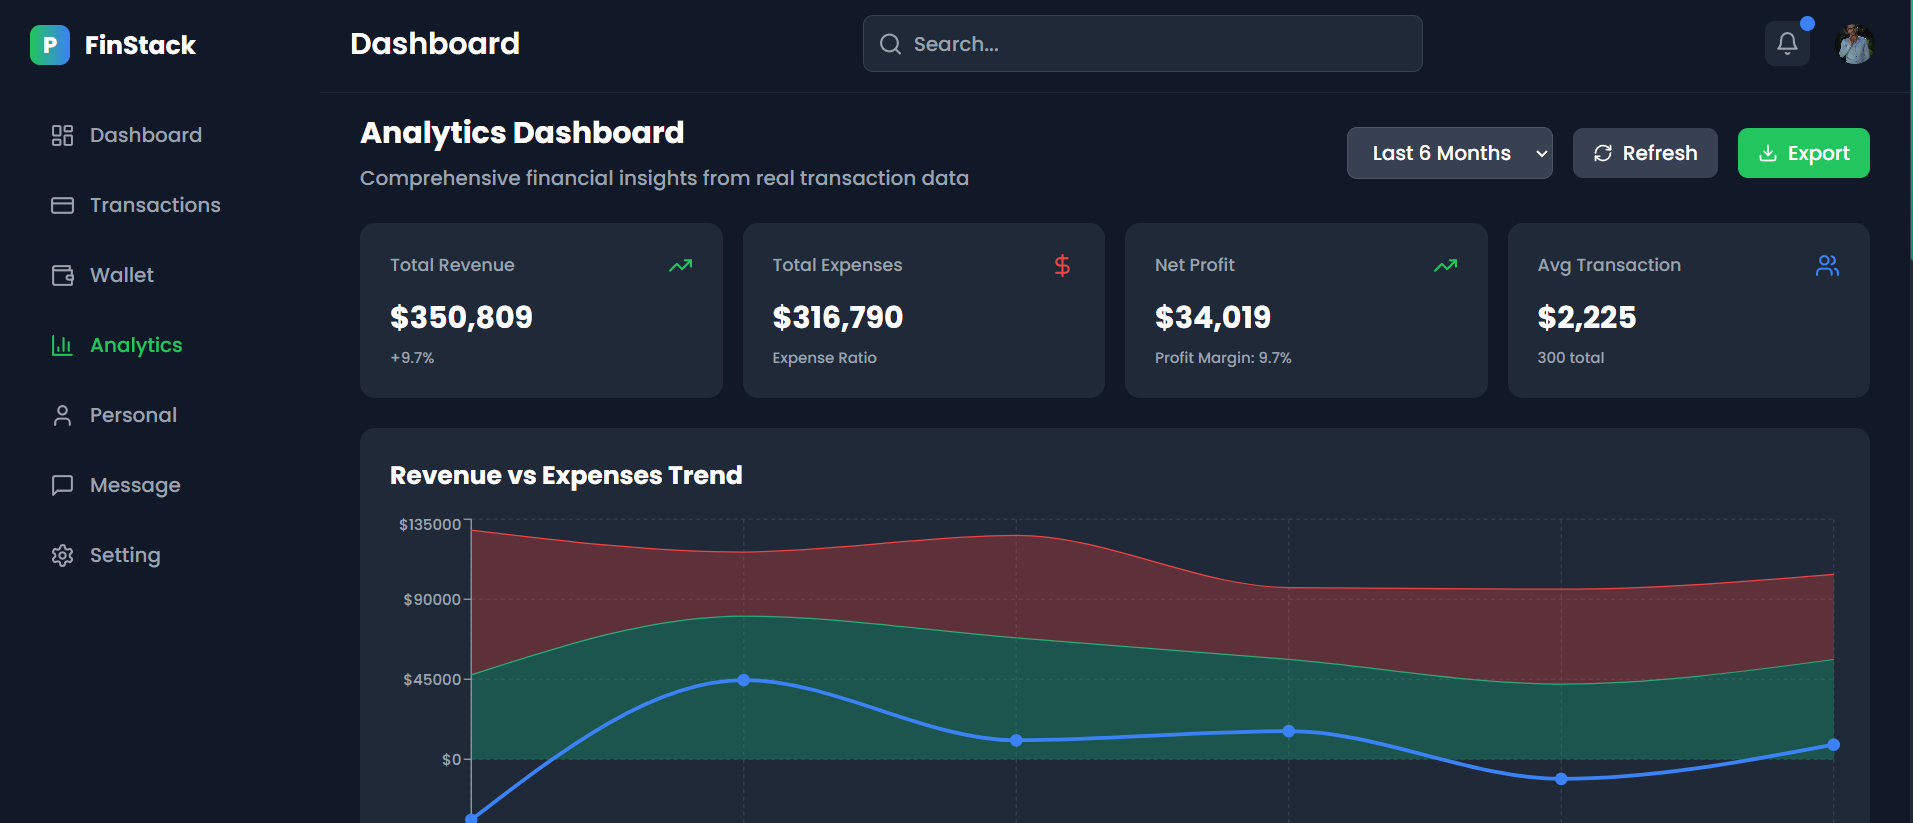 P
FinStack
Dashboard
Search...
Dashboard
Transactions
Wallet
Analytics
Personal
Message
Setting
Analytics Dashboard
Comprehensive financial insights from real transaction data
Last 6 Months
Refresh
Export
Total Revenue
$350,809
+9.7%
Total Expenses
$316,790
Expense Ratio
Net Profit
$34,019
Profit Margin: 9.7%
Avg Transaction
$2,225
300 total
Revenue vs Expenses Trend
$135000
$90000
$45000
$0